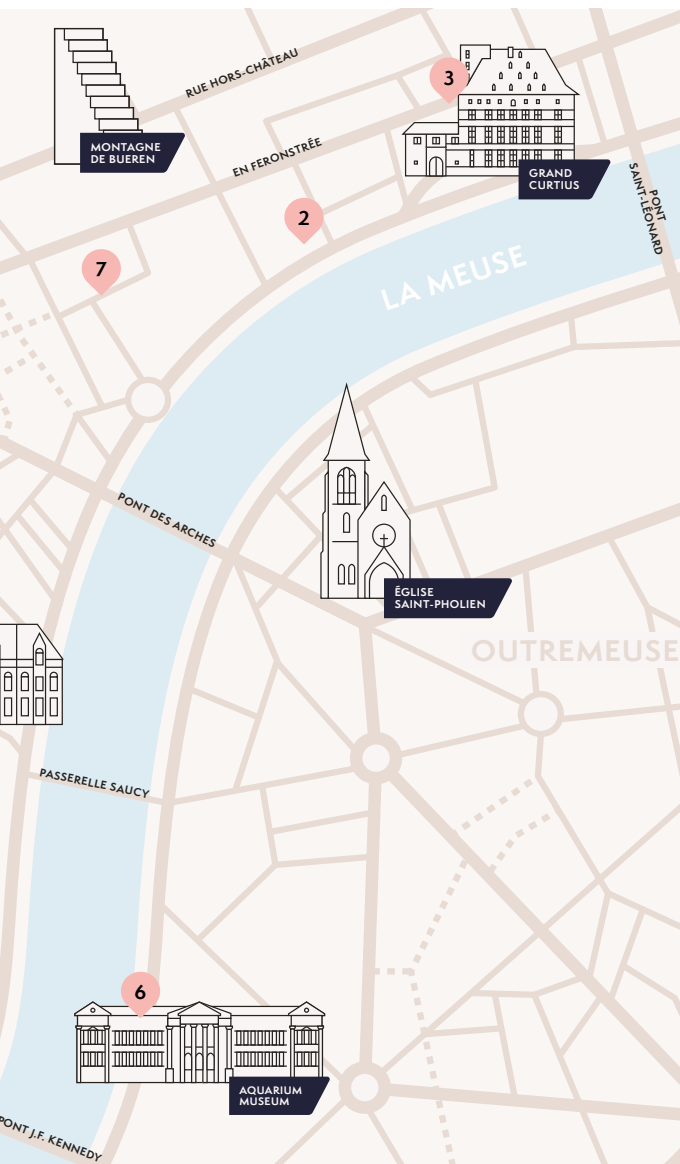 RUE HORS-CHÂTEAU
3
MONTAGNE
DE BUEREN
EN FERONSTRÉE
GRAND
CURTIUS
PONT
SAINT-LÉONARD
2
7
LA MEUSE
PONT DES ARCHES
ÉGLISE
SAINT-PHOLIEN
OUTREMEUSE
PASSERELLE SAUCY
6
AQUARIUM
MUSEUM
PONT J.F. KENNEDY